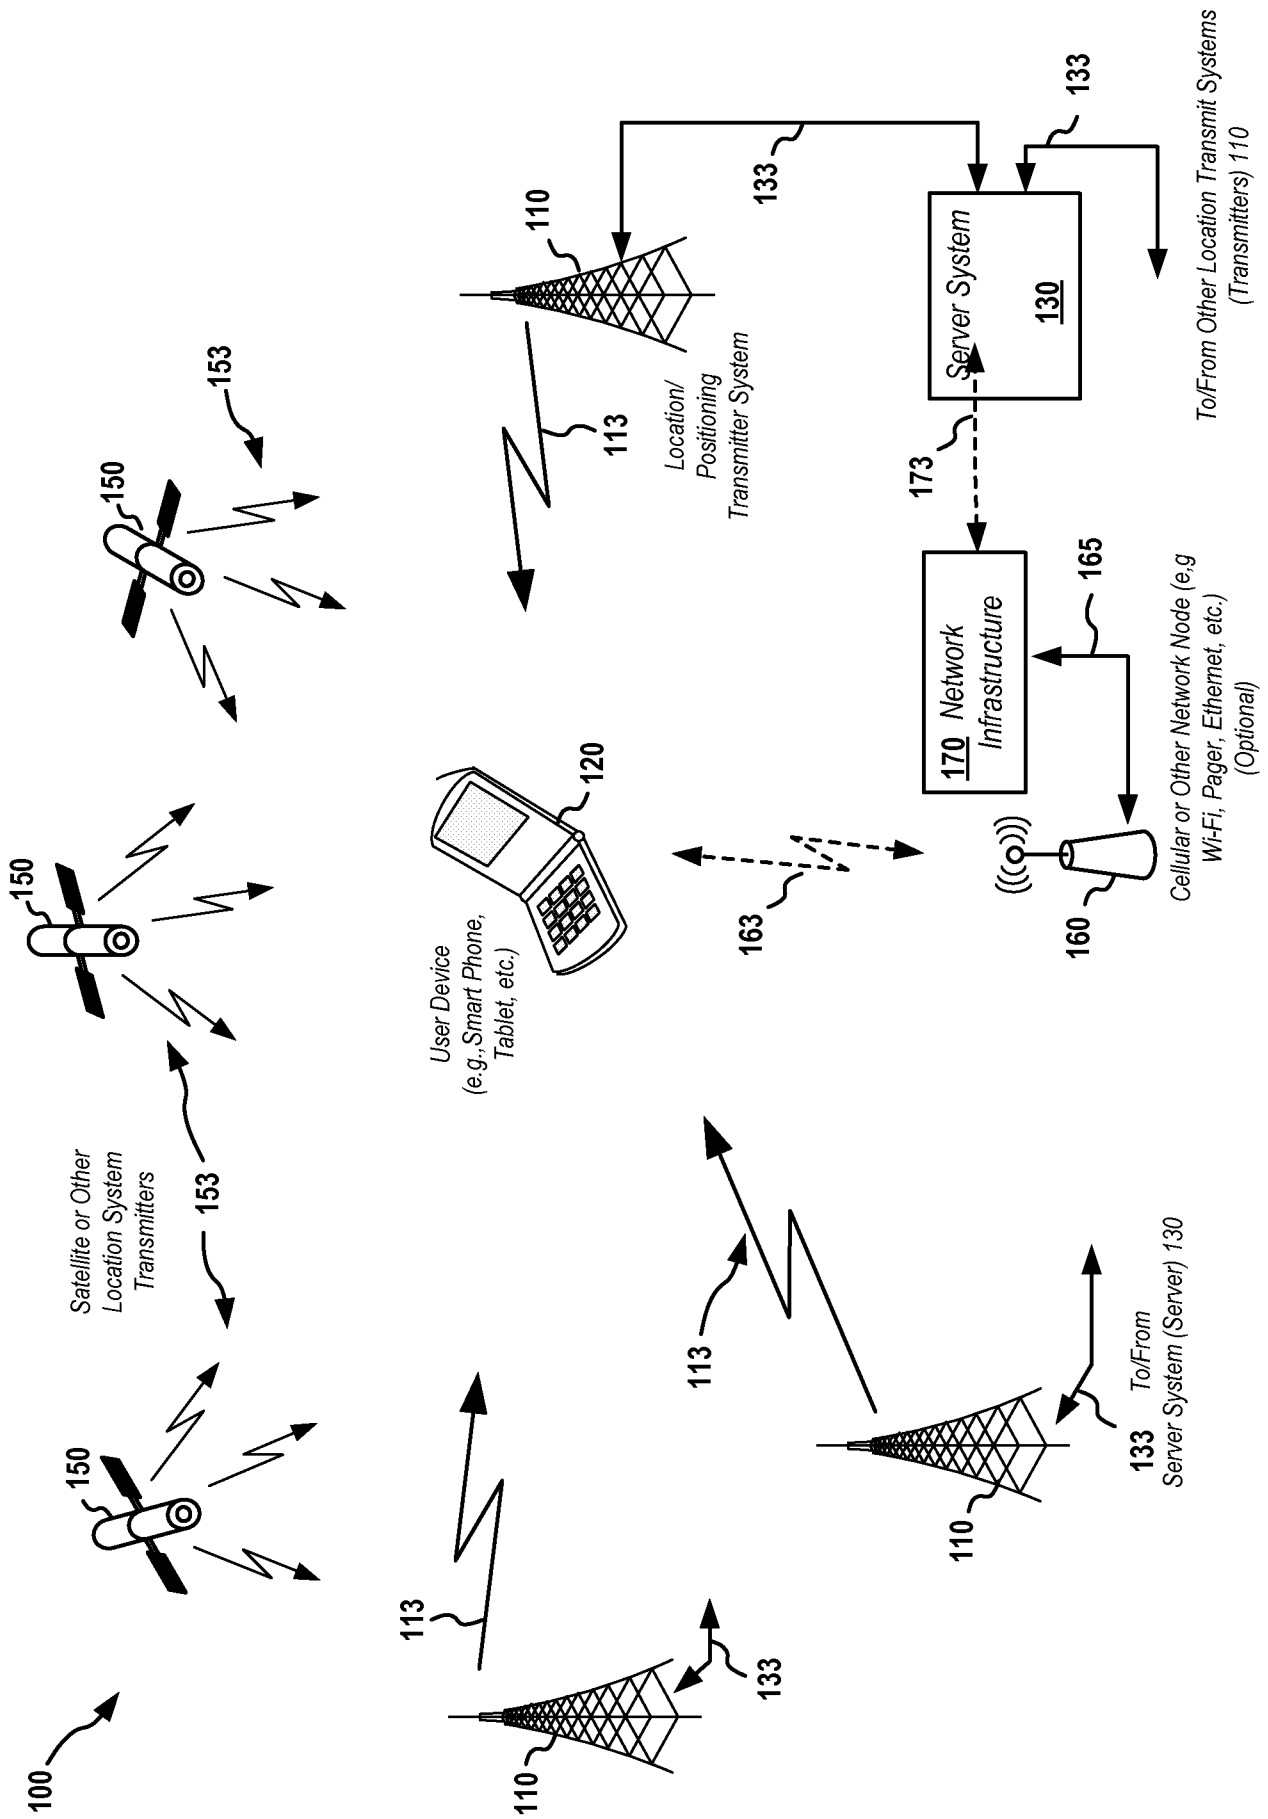 100
150
Satellite or Other
Location System
Transmitters
153
150
150
153
110
113
133
User Device
(e.g.,Smart Phone,
Tablet, etc.)
120
113
110
Location/
Positioning
Transmitter System
133
110
113
133
To/From
Server System (Server) 130
163
160
170 Network
Infrastructure
165
Cellular or Other Network Node (e,g
Wi-Fi, Pager, Ethernet, etc.)
(Optional)
173
Server System
130
133
To/From Other Location Transmit Systems
(Transmitters) 110